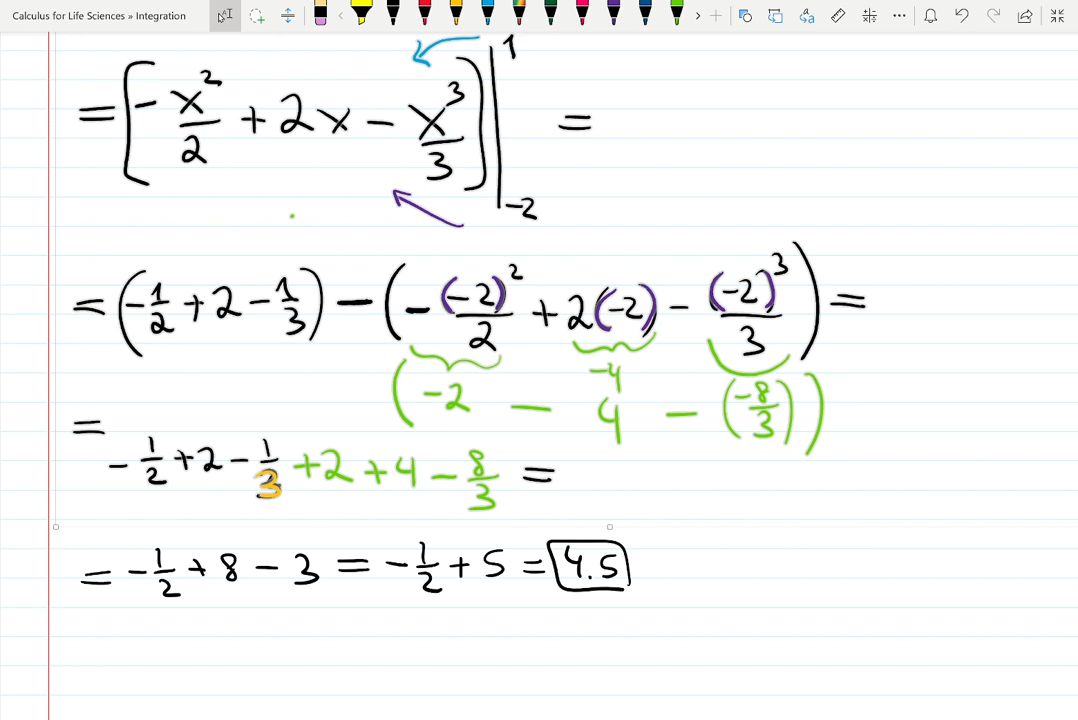 Calculus for Life Sciences » Integration
= [-x²/2 + 2x - x³/3] |₋₂¹ =
= (-1/2 + 2 - 1/3) - (-(-2)²/2 + 2(-2) - (-2)³/3) =
-4
= (-2 - 4 - (-8/3))
-1/2 + 2 - 1/3 + 2 + 4 - 8/3 =
= -1/2 + 8 - 3 = -1/2 + 5 = 4.5